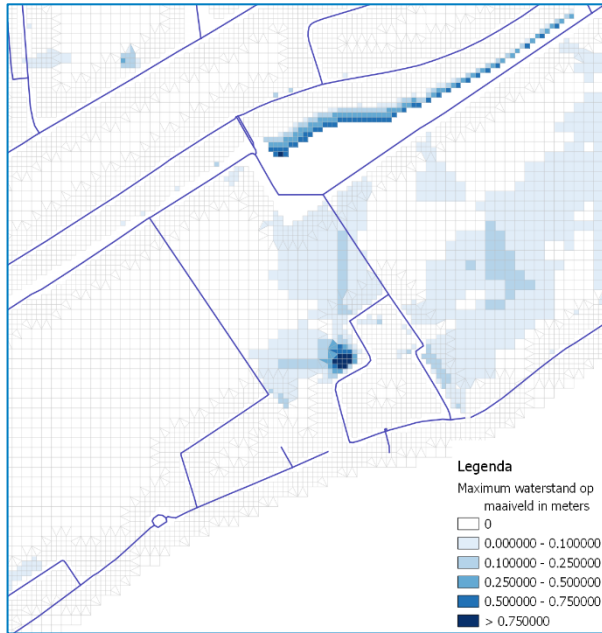 Legenda
Maximum waterstand op
maaiveld in meters
0
0.000000 - 0.100000
0.100000 - 0.250000
0.250000 - 0.500000
0.500000 - 0.750000
> 0.750000